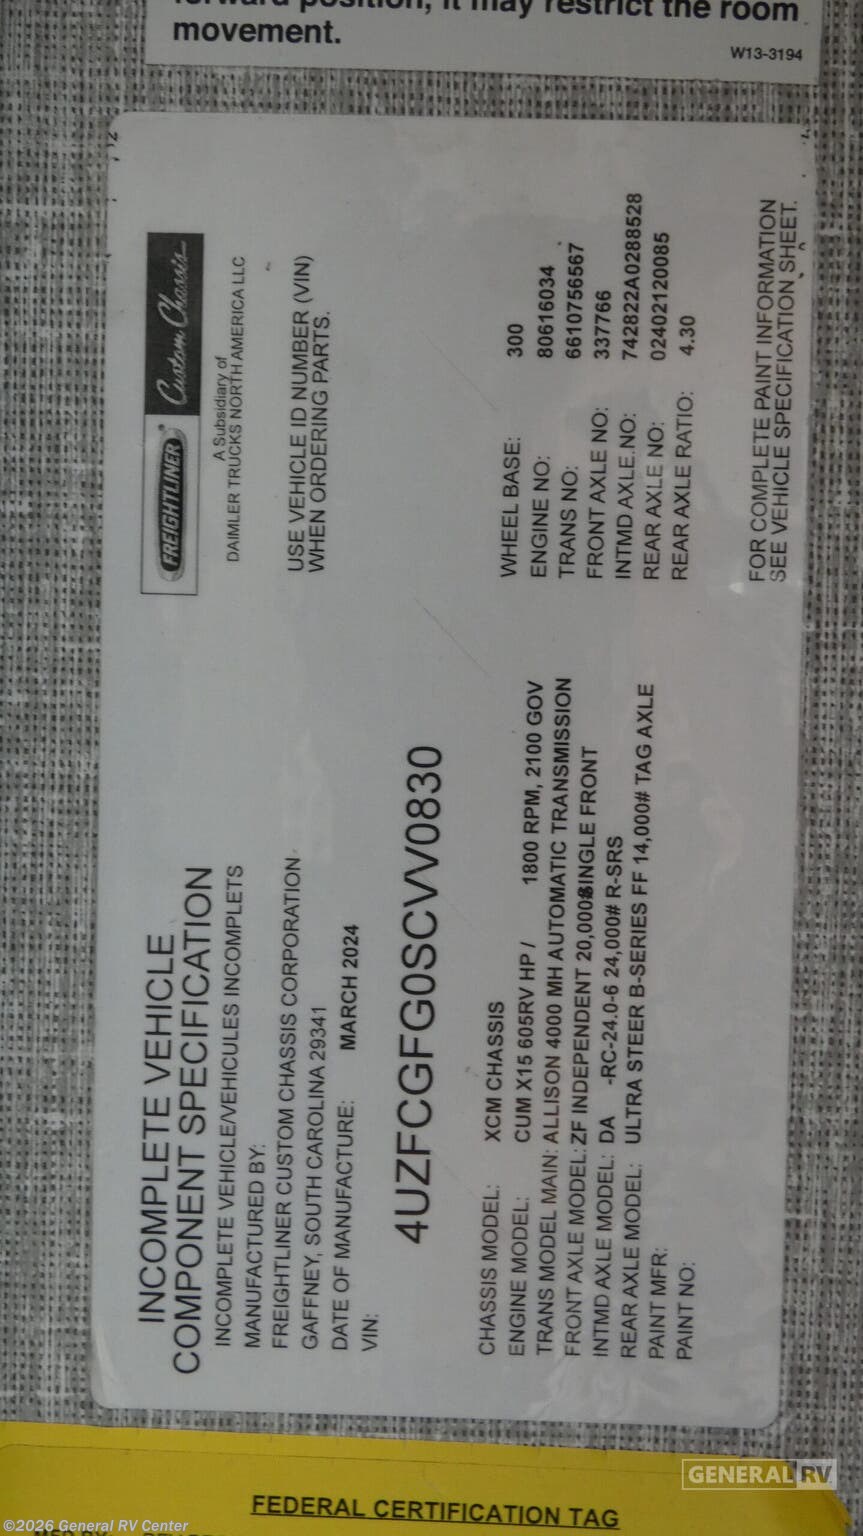 forward position, it may restrict the room
movement.
W13-3194
INCOMPLETE VEHICLE
COMPONENT SPECIFICATION
INCOMPLETE VEHICLE/VEHICULES INCOMPLETS
MANUFACTURED BY:
FREIGHTLINER CUSTOM CHASSIS CORPORATION
GAFFNEY, SOUTH CAROLINA 29341
DATE OF MANUFACTURE: MARCH 2024
VIN:
4UZFCGFG0SCVV0830
FREIGHTLINER Custom Chassis
A Subsidiary of
DAIMLER TRUCKS NORTH AMERICA LLC
USE VEHICLE ID NUMBER (VIN)
WHEN ORDERING PARTS.
CHASSIS MODEL: XCM CHASSIS
ENGINE MODEL: CUM X15 605RV HP / 1800 RPM, 2100 GOV
TRANS MODEL MAIN: ALLISON 4000 MH AUTOMATIC TRANSMISSION
FRONT AXLE MODEL: ZF INDEPENDENT 20,000# SINGLE FRONT
INTMD AXLE MODEL: DA -RC-24.0-6 24,000# R-SRS
REAR AXLE MODEL: ULTRA STEER B-SERIES FF 14,000# TAG AXLE
PAINT MFR:
PAINT NO:
WHEEL BASE: 300
ENGINE NO: 80616034
TRANS NO: 6610756567
FRONT AXLE NO: 337766
INTMD AXLE NO: 742822A0288528
REAR AXLE NO: 02402120085
REAR AXLE RATIO: 4.30
FOR COMPLETE PAINT INFORMATION
SEE VEHICLE SPECIFICATION SHEET.
GENERAL RV
FEDERAL CERTIFICATION TAG
©2026 General RV Center